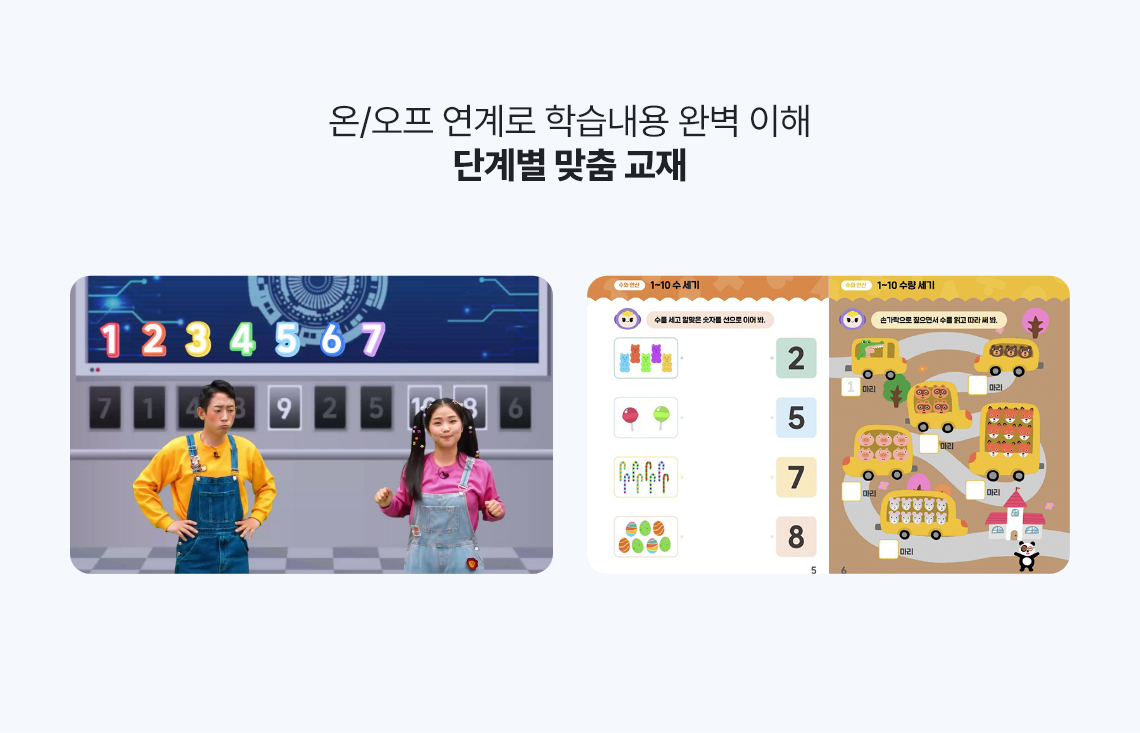 온/오프 연계로 학습내용 완벽 이해
단계별 맞춤 교재
1 2 3 4 5 6 7
7 1 4 8 9 2 5 10 8 6
수와 연산 1~10 수 세기
수를 세고 알맞은 숫자를 선으로 이어 봐.
2
5
7
8
5
수와 연산 1~10 수량 세기
손가락으로 짚으면서 수를 읽고 따라 써 봐.
1 마리
마리
마리
마리
마리
마리
6